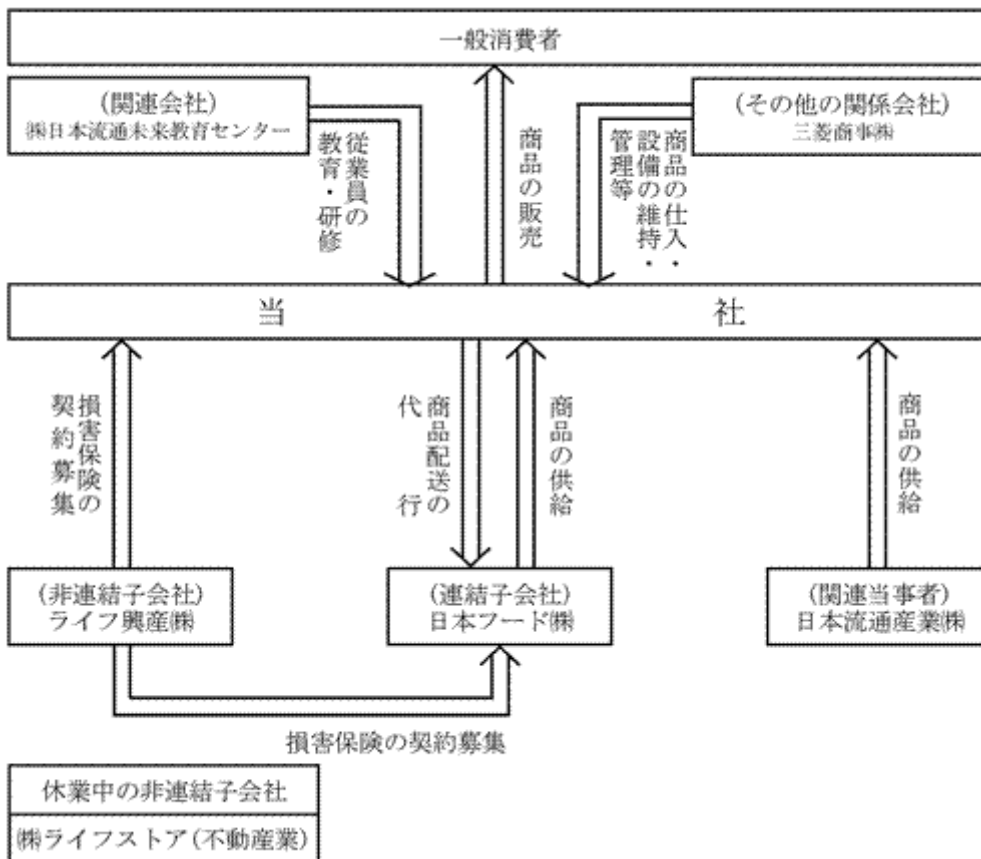 一般消費者
(関連会社)
㈱日本流通未来教育センター
従業員の
教育・研修
商品の販売
商品の仕入・
設備の維持・
管理等
(その他の関係会社)
三菱商事㈱
当 社
損害保険の
契約募集
商品配送の
代 行
商品の供給
商品の供給
(非連結子会社)
ライフ興産㈱
(連結子会社)
日本フード㈱
(関連当事者)
日本流通産業㈱
損害保険の契約募集
休業中の非連結子会社
㈱ライフストア(不動産業)